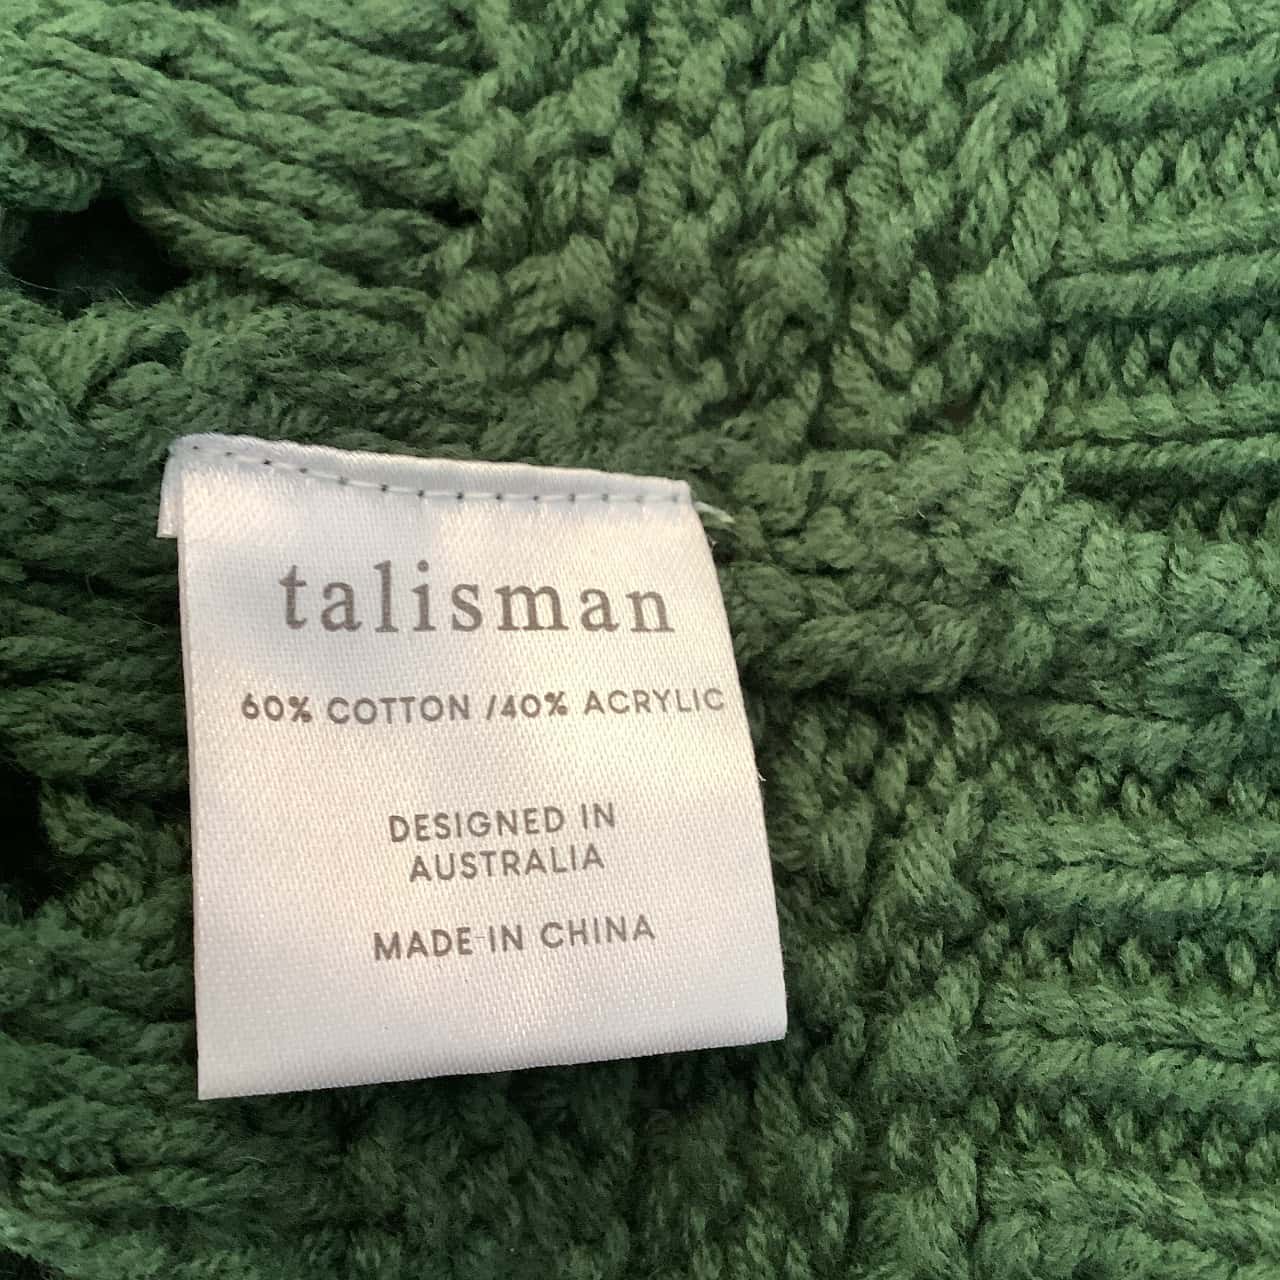 talisman
60% COTTON /40% ACRYLIC
DESIGNED IN
AUSTRALIA
MADE IN CHINA